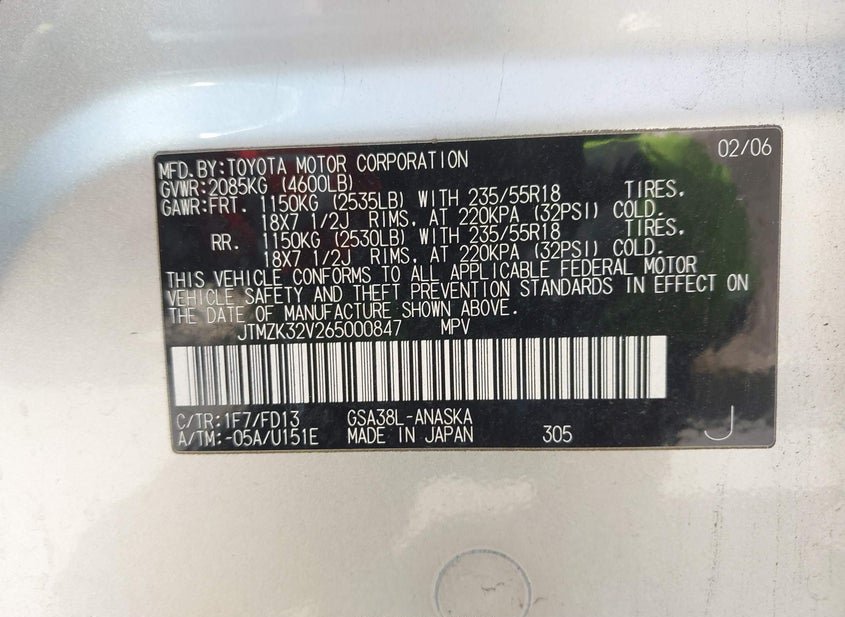 MFD.BY:TOYOTA MOTOR CORPORATION 02/06
GVWR:2085KG (4600LB)
GAWR:FRT. 1150KG (2535LB) WITH 235/55R18 TIRES.
18X7 1/2J RIMS. AT 220KPA (32PSI) COLD.
RR. 1150KG (2530LB) WITH 235/55R18 TIRES.
18X7 1/2J RIMS. AT 220KPA (32PSI) COLD.
THIS VEHICLE CONFORMS TO ALL APPLICABLE FEDERAL MOTOR
VEHICLE SAFETY AND THEFT PREVENTION STANDARDS IN EFFECT ON
THE DATE OF MANUFACTURE SHOWN ABOVE.
JTMZK32V265000847 MPV
C/TR:1F7/FD13 GSA38L-ANASKA
A/TM:-05A/U151E MADE IN JAPAN 305 J